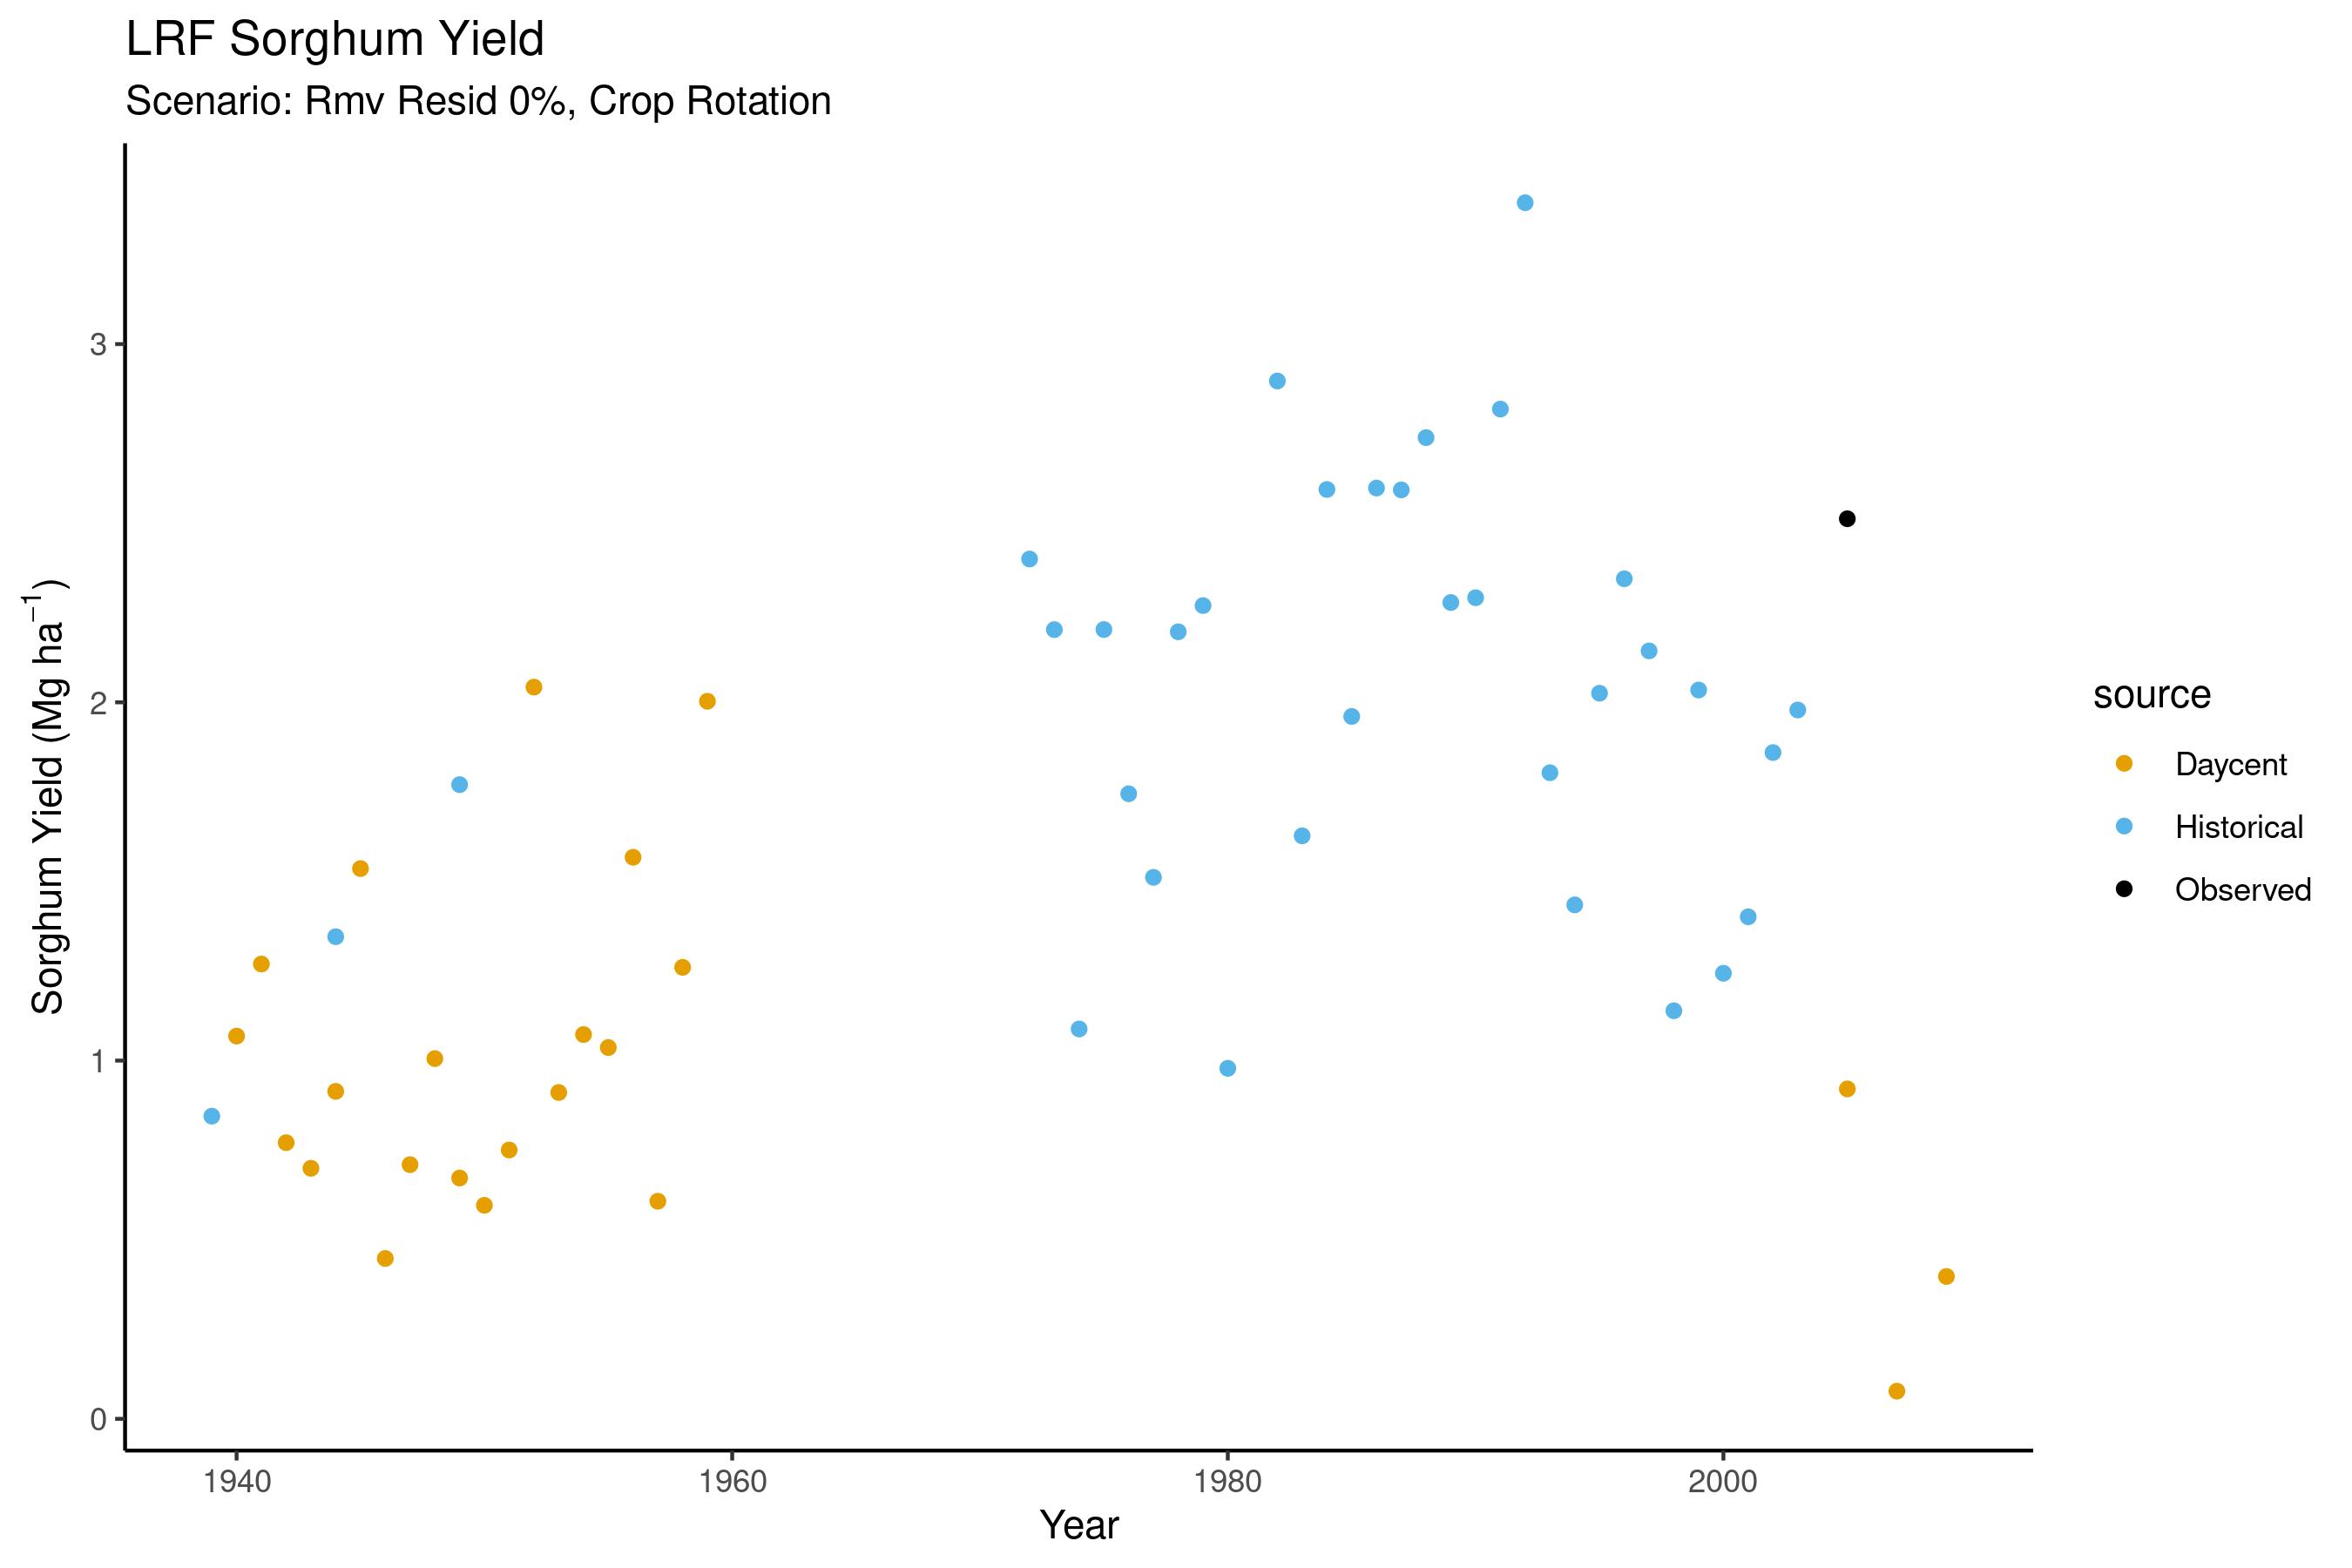 LRF Sorghum Yield
Scenario: Rmv Resid 0%, Crop Rotation
Sorghum Yield (Mg ha⁻¹)
3
2
1
0
1940 1960 1980 2000
Year
source
Daycent
Historical
Observed